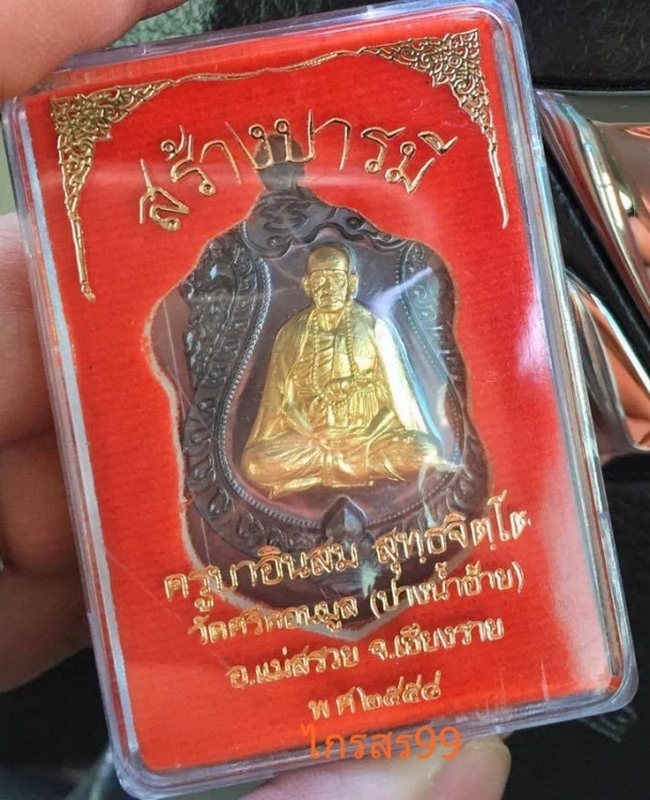 สร้างบารมี
ครูบาอินสม สุทฺธจิตฺโต
วัดศรีดอนมูล (ปางน้ำฮ้าย)
อ.แม่สรวย จ.เชียงราย
พ ศ ๒๕๕๘
ไกรสร99